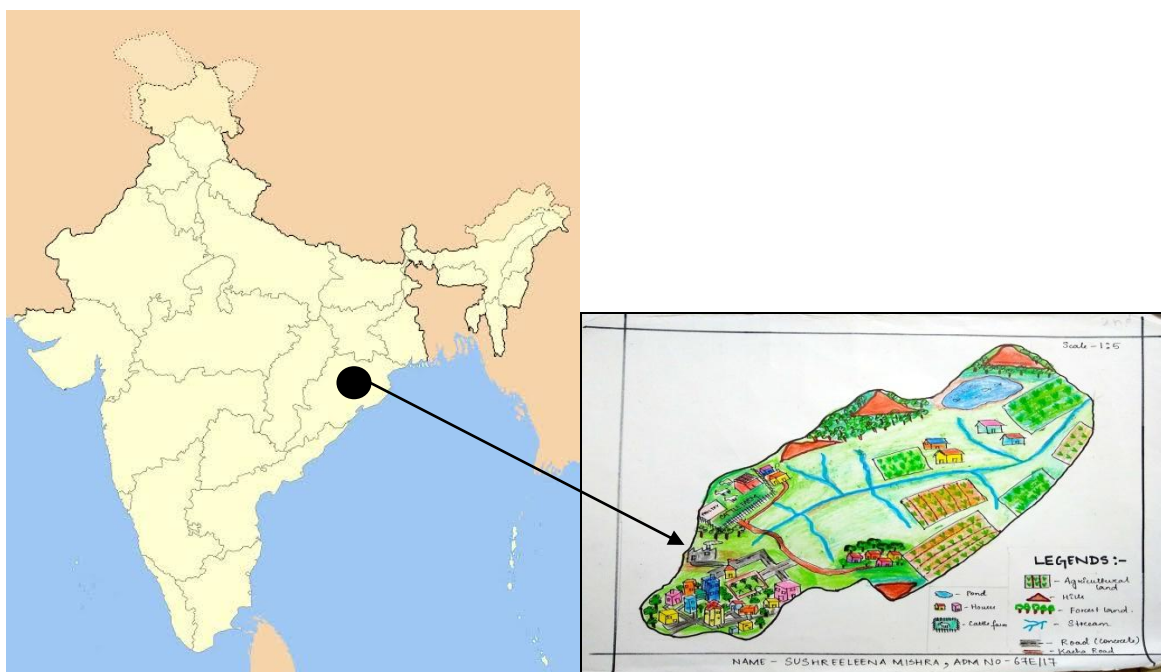 Scale - 1:5
LEGENDS :-
- Agricultural land
- Hills
- Forest land.
- Stream
- Road (concrete)
- Kacha Road
- Pond
- Houses
- Cattle farm
NAME - SUSHREELEENA MISHRA, ADM NO - 67E/17